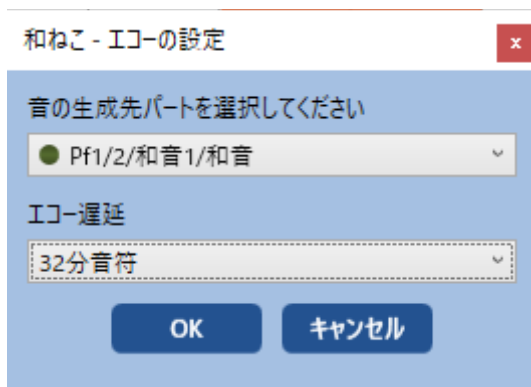 和ねこ - エコーの設定
x
音の生成先パートを選択してください
Pf1/2/和音1/和音
エコー遅延
32分音符
OK キャンセル